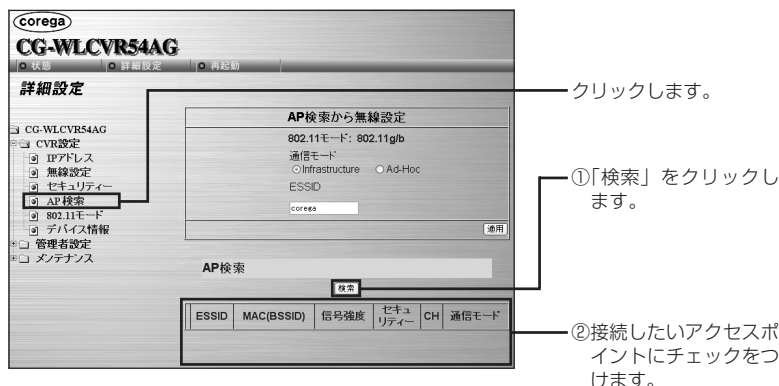 corega
CG-WLCVR54AG
状態 詳細設定 再起動
詳細設定
CG-WLCVR54AG
CVR設定
IPアドレス
無線設定
セキュリティー
AP検索
802.11モード
デバイス情報
管理者設定
メンテナンス
AP検索から無線設定
802.11モード: 802.11g/b
通信モード
Infrastructure Ad-Hoc
ESSID
corega
適用
AP検索
検索
ESSID MAC(BSSID) 信号強度 セキュリティー CH 通信モード
クリックします。
①「検索」をクリックし
ます。
②接続したいアクセスポ
イントにチェックをつ
けます。